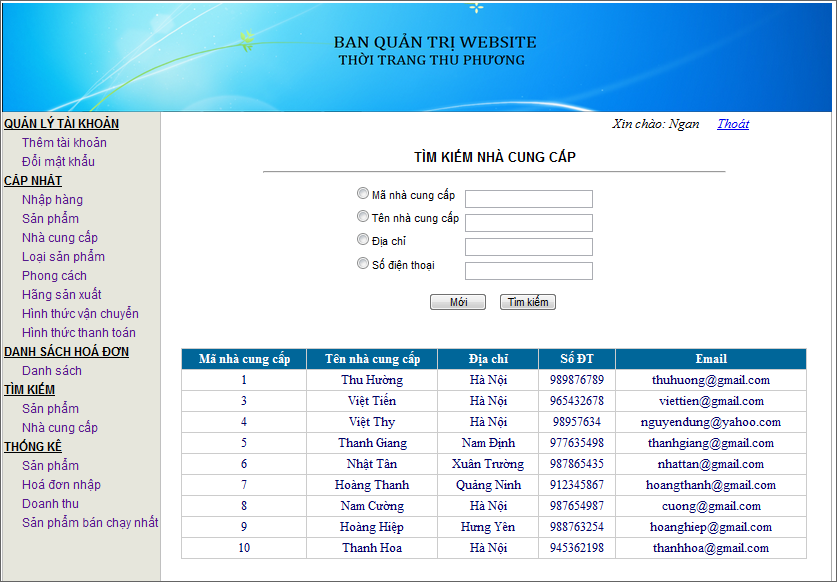 BAN QUẢN TRỊ WEBSITE
THỜI TRANG THU PHƯƠNG
Xin chào: Ngan Thoát
QUẢN LÝ TÀI KHOẢN
Thêm tài khoản
Đổi mật khẩu
CẬP NHẬT
Nhập hàng
Sản phẩm
Nhà cung cấp
Loại sản phẩm
Phong cách
Hãng sản xuất
Hình thức vận chuyển
Hình thức thanh toán
DANH SÁCH HOÁ ĐƠN
Danh sách
TÌM KIẾM
Sản phẩm
Nhà cung cấp
THỐNG KÊ
Sản phẩm
Hoá đơn nhập
Doanh thu
Sản phẩm bán chạy nhất
TÌM KIẾM NHÀ CUNG CẤP
Mã nhà cung cấp
Tên nhà cung cấp
Địa chỉ
Số điện thoại
Mới Tìm kiếm
Mã nhà cung cấp Tên nhà cung cấp Địa chỉ Số ĐT Email
1 Thu Hường Hà Nội 989876789 thuhuong@gmail.com
3 Việt Tiến Hà Nội 965432678 viettien@gmail.com
4 Việt Thy Hà Nội 98957634 nguyendung@yahoo.com
5 Thanh Giang Nam Định 977635498 thanhgiang@gmail.com
6 Nhật Tân Xuân Trường 987865435 nhattan@gmail.com
7 Hoàng Thanh Quảng Ninh 912345867 hoangthanh@gmail.com
8 Nam Cường Hà Nội 987654987 cuong@gmail.com
9 Hoàng Hiệp Hưng Yên 988763254 hoanghiep@gmail.com
10 Thanh Hoa Hà Nội 945362198 thanhhoa@gmail.com